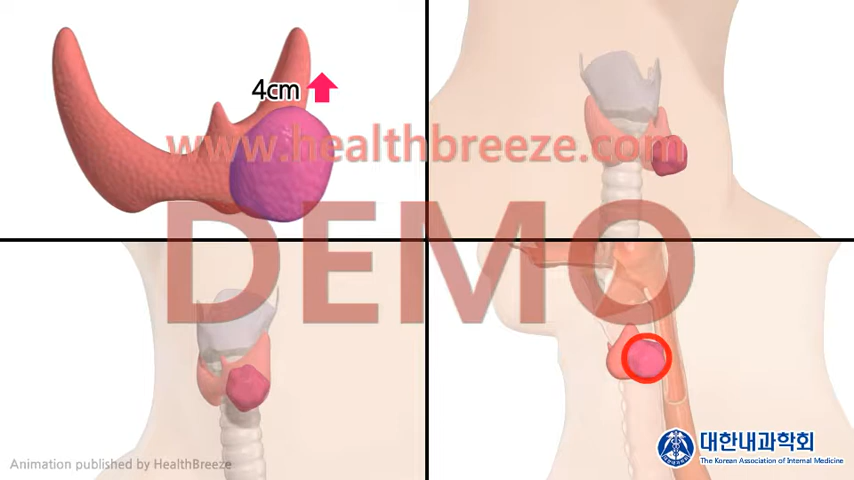 4cm
www.healthbreeze.com
DEMO
대한내과학회
The Korean Association of Internal Medicine
Animation published by HealthBreeze